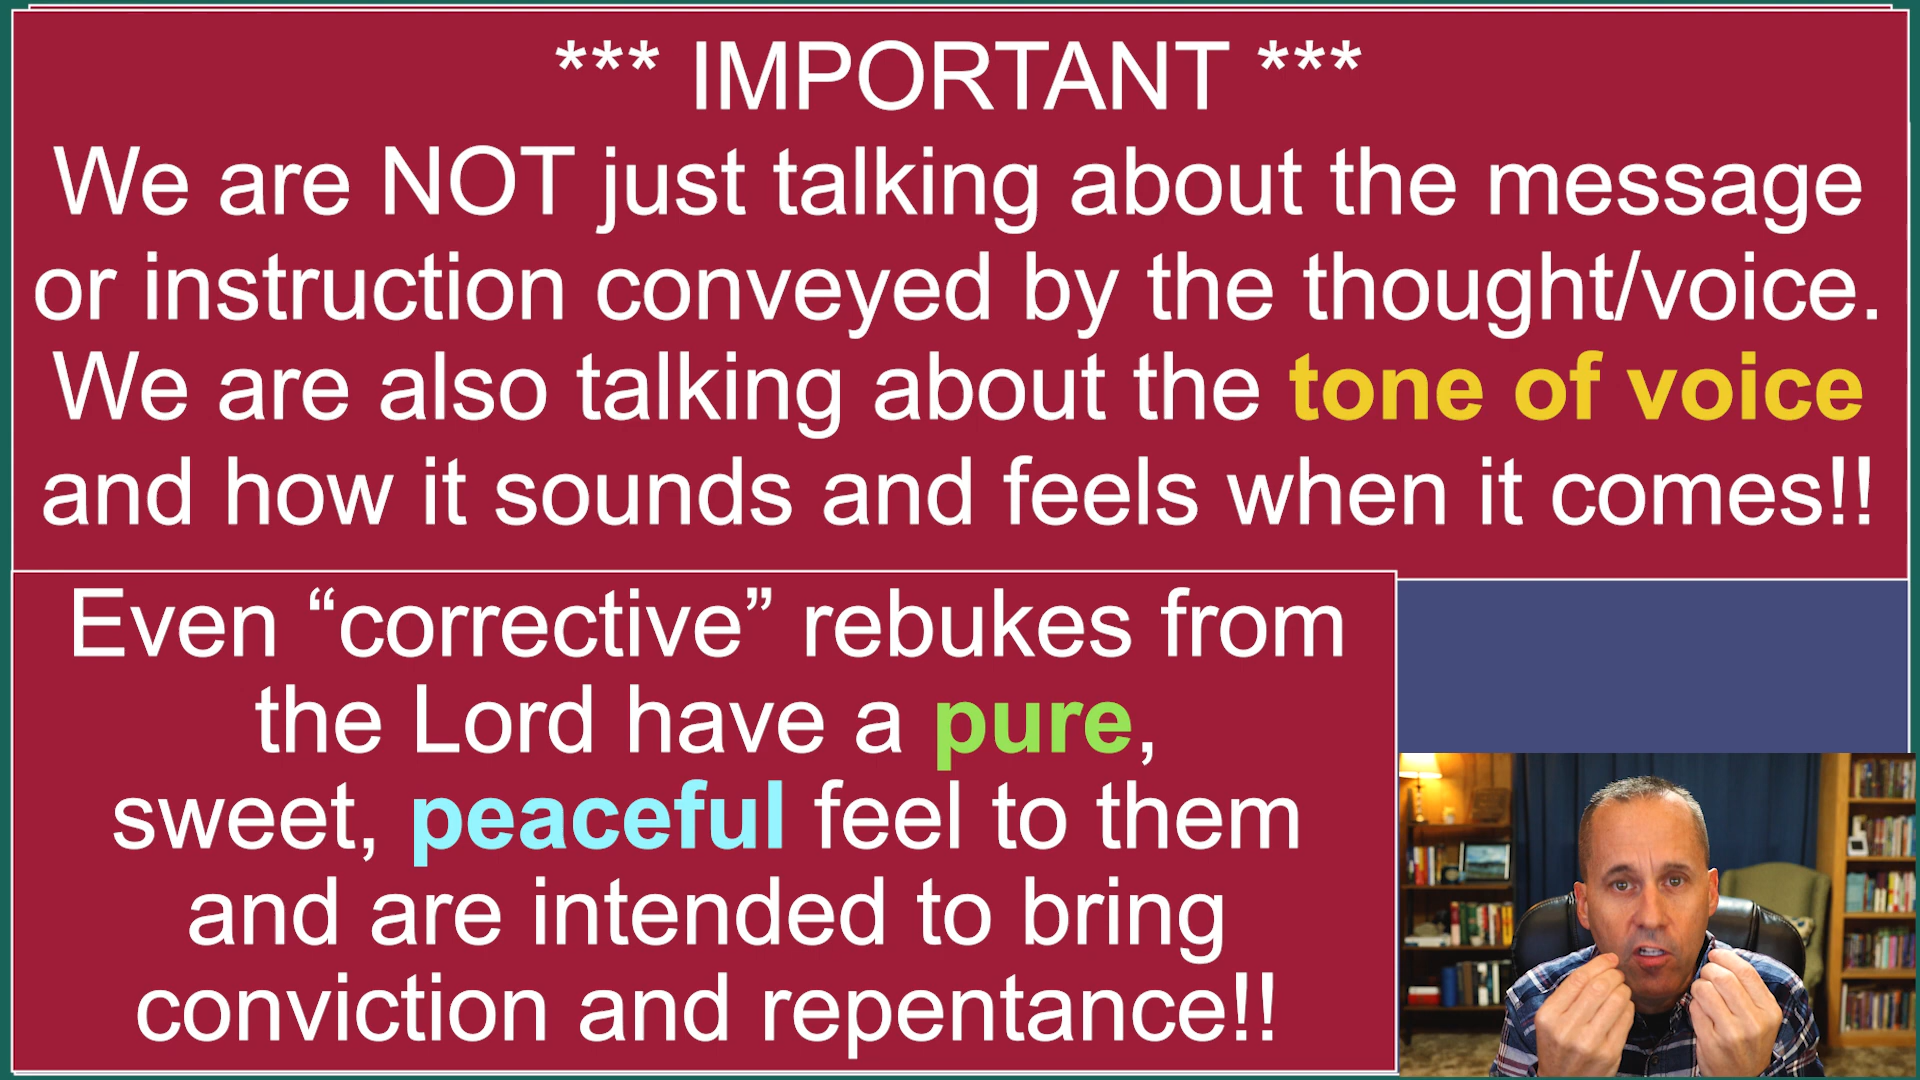 *** IMPORTANT ***
We are NOT just talking about the message
or instruction conveyed by the thought/voice.
We are also talking about the tone of voice
and how it sounds and feels when it comes!!
Even “corrective” rebukes from
the Lord have a pure,
sweet, peaceful feel to them
and are intended to bring
conviction and repentance!!